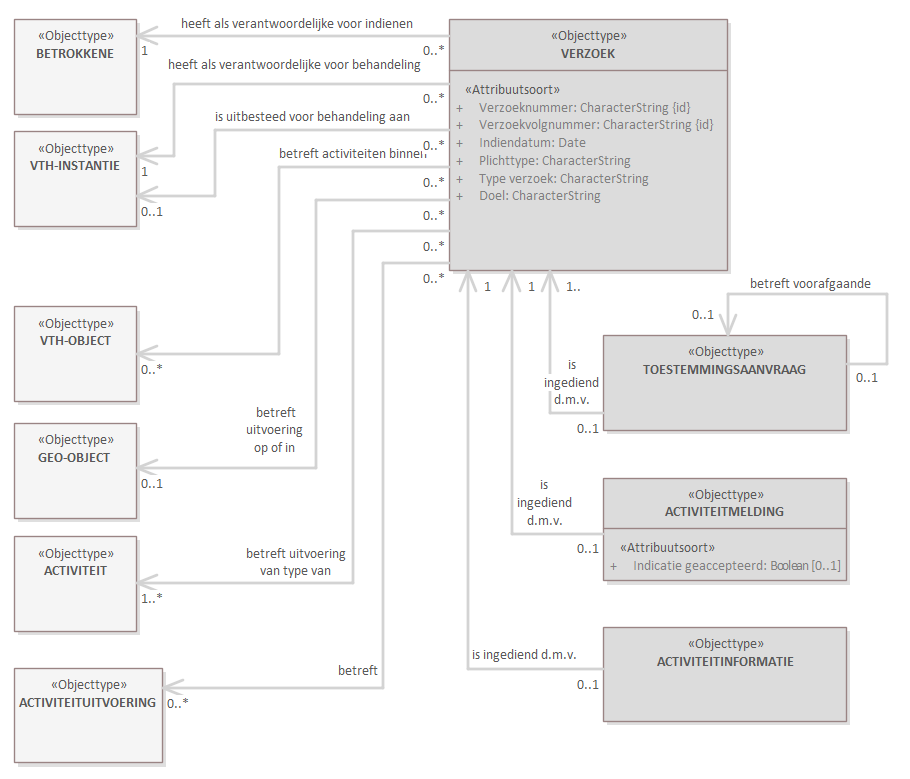 «Objecttype»
BETROKKENE
«Objecttype»
VTH-INSTANTIE
«Objecttype»
VTH-OBJECT
«Objecttype»
GEO-OBJECT
«Objecttype»
ACTIVITEIT
«Objecttype»
ACTIVITEITUITVOERING
heeft als verantwoordelijke voor indienen
1
0..*
heeft als verantwoordelijke voor behandeling
0..*
1
is uitbesteed voor behandeling aan
0..*
0..1
betreft activiteiten binnen
0..*
0..*
betreft
uitvoering
op of in
0..*
0..1
betreft uitvoering
van type van
0..*
1..*
betreft
0..*
0..*
«Objecttype»
VERZOEK
«Attribuutsoort»
+ Verzoeknummer: CharacterString {id}
+ Verzoekvolgnummer: CharacterString {id}
+ Indiendatum: Date
+ Plichttype: CharacterString
+ Type verzoek: CharacterString
+ Doel: CharacterString
1
1
1..
betreft voorafgaande
0..1
0..1
«Objecttype»
TOESTEMMINGSAANVRAAG
is
ingediend
d.m.v.
0..1
«Objecttype»
ACTIVITEITMELDING
«Attribuutsoort»
+ Indicatie geaccepteerd: Boolean [0..1]
is
ingediend
d.m.v.
0..1
«Objecttype»
ACTIVITEITINFORMATIE
is ingediend d.m.v.
0..1